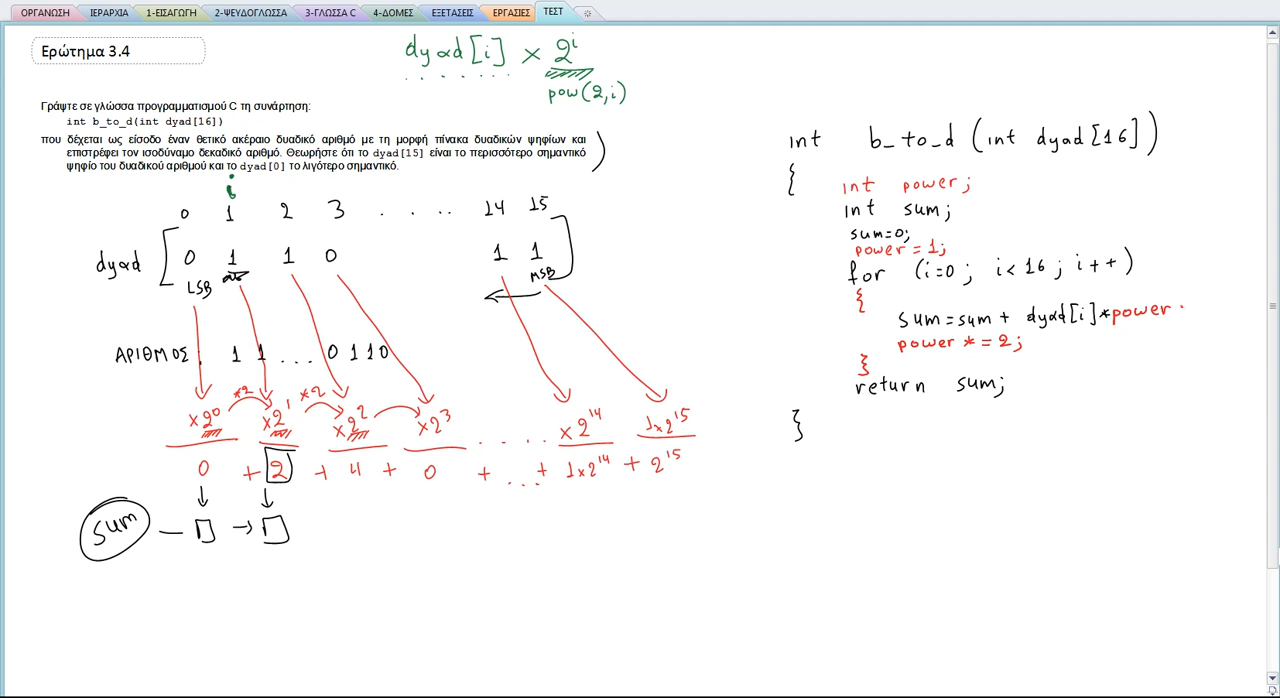 ΟΡΓΑΝΩΣΗ ΙΕΡΑΡΧΙΑ 1-ΕΙΣΑΓΩΓΗ 2-ΨΕΥΔΟΓΛΩΣΣΑ 3-ΓΛΩΣΣΑ C 4-ΔΟΜΕΣ ΕΞΕΤΑΣΕΙΣ ΕΡΓΑΣΙΕΣ ΤΕΣΤ
Ερώτημα 3.4
dyad[i] × 2^i
pow(2,i)
Γράψτε σε γλώσσα προγραμματισμού C τη συνάρτηση:
int b_to_d(int dyad[16])
που δέχεται ως είσοδο έναν θετικό ακέραιο δυαδικό αριθμό με τη μορφή πίνακα δυαδικών ψηφίων και
επιστρέφει τον ισοδύναμο δεκαδικό αριθμό. Θεωρήστε ότι το dyad[15] είναι το περισσότερο σημαντικό
ψηφίο του δυαδικού αριθμού και το dyad[0] το λιγότερο σημαντικό.
i
0 1 2 3 . . . . 14 15
dyad [ 0 1 1 0 1 1 ]
LSB MSB
ΑΡΙΘΜΟΣ . 1 1 ... 0 1 1 0
*2 *2
×2^0 ×2^1 ×2^2 ×2^3 . . . . ×2^14 1×2^15
0 + 2 + 4 + 0 + ... + 1×2^14 + 2^15
sum
int b_to_d (int dyad[16])
{
int power;
int sum;
sum=0;
power = 1;
for (i=0 ; i<16 ; i++)
{
sum=sum + dyad[i]*power .
power *= 2;
}
return sum;
}